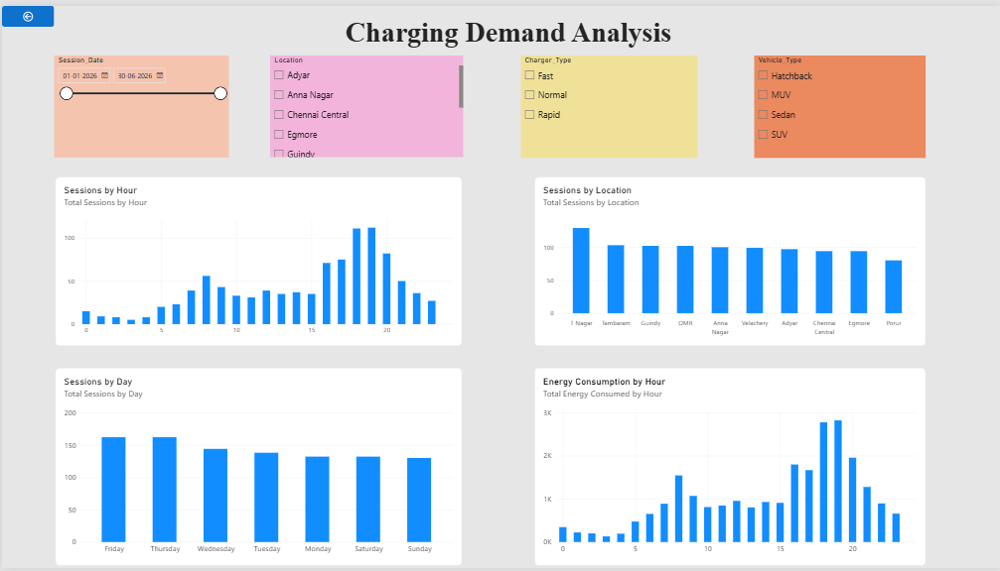 Charging Demand Analysis
Session_Date
01-01-2026 30-06-2026
Location
Adyar
Anna Nagar
Chennai Central
Egmore
Guindy
Charger_Type
Fast
Normal
Rapid
Vehicle_Type
Hatchback
MUV
Sedan
SUV
Sessions by Hour
Total Sessions by Hour
100
50
0
0 5 10 15 20
Sessions by Location
Total Sessions by Location
100
50
0
T Nagar Tambaram Guindy OMR Anna Nagar Velachery Adyar Chennai Central Egmore Porur
Sessions by Day
Total Sessions by Day
200
150
100
50
0
Friday Thursday Wednesday Tuesday Monday Saturday Sunday
Energy Consumption by Hour
Total Energy Consumed by Hour
3K
2K
1K
0K
0 5 10 15 20